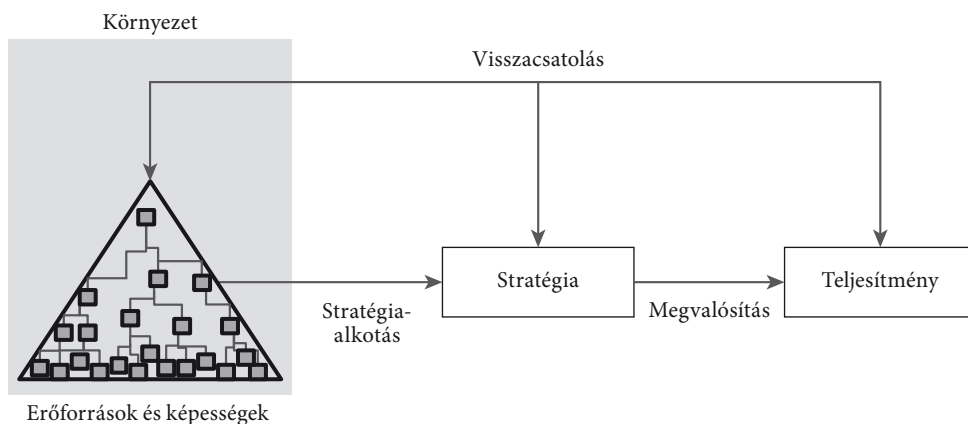 Környezet
Visszacsatolás
Stratégia
Teljesítmény
Stratégia-
alkotás
Megvalósítás
Erőforrások és képességek